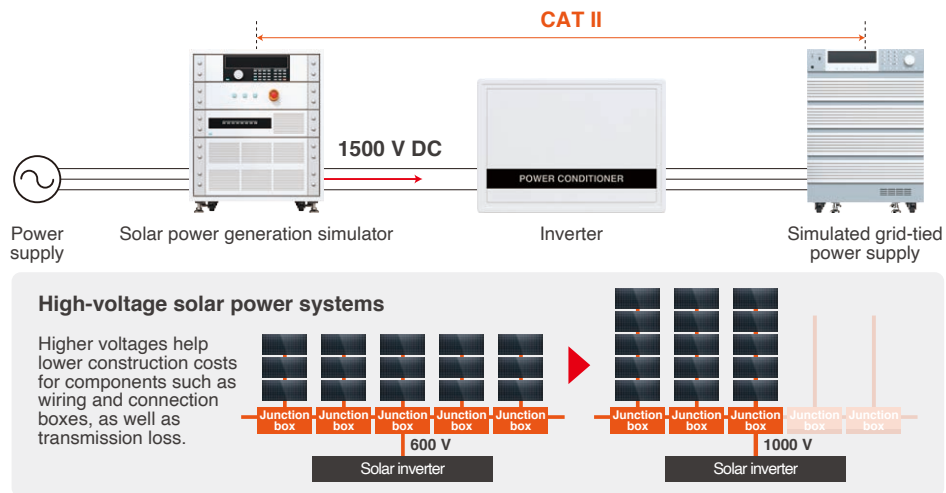 CAT II
1500 V DC
POWER CONDITIONER
Power
supply
Solar power generation simulator
Inverter
Simulated grid-tied
power supply
High-voltage solar power systems
Higher voltages help
lower construction costs
for components such as
wiring and connection
boxes, as well as
transmission loss.
Junction
box
Junction
box
Junction
box
Junction
box
Junction
box
600 V
Solar inverter
Junction
box
Junction
box
Junction
box
Junction
box
Junction
box
1000 V
Solar inverter